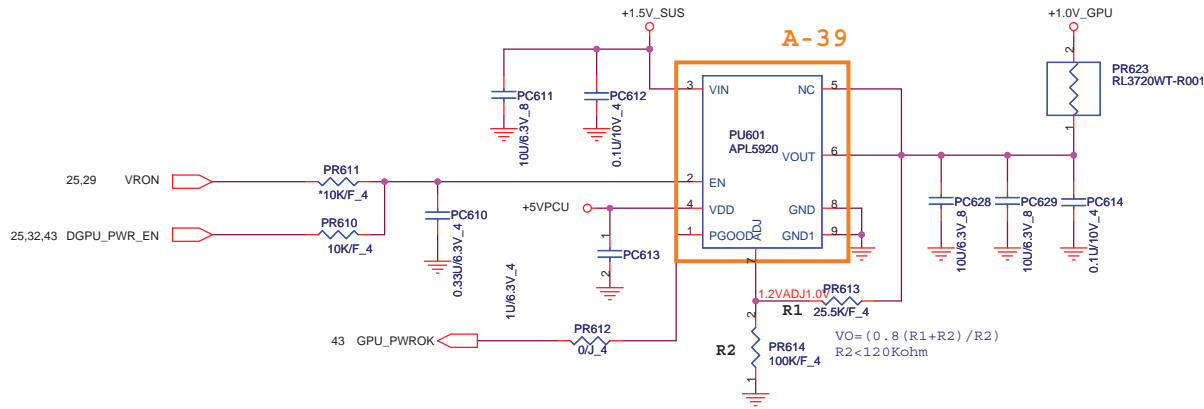 +1.5V_SUS
+1.0V_GPU
A-39
2
PR623
RL3720WT-R001
1
3
VIN
NC
5
PC611
10U/6.3V_8
PC612
0.1U/10V_4
PU601
APL5920
VOUT
6
25,29 VRON
PR611
*10K/F_4
2
EN
25,32,43 DGPU_PWR_EN
PR610
10K/F_4
PC610
0.33U/6.3V_4
+5VPCU
4
VDD
GND
8
1
PGOOD
ADJ
GND1
9
7
1
PC613
2
1U/6.3V_4
PC628
10U/6.3V_8
PC629
10U/6.3V_8
PC614
0.1U/10V_4
1.2VADJ1.0V
PR613
R1
25.5K/F_4
43 GPU_PWROK
PR612
0/J_4
2
R2
PR614
100K/F_4
1
VO=(0.8(R1+R2)/R2)
R2<120Kohm